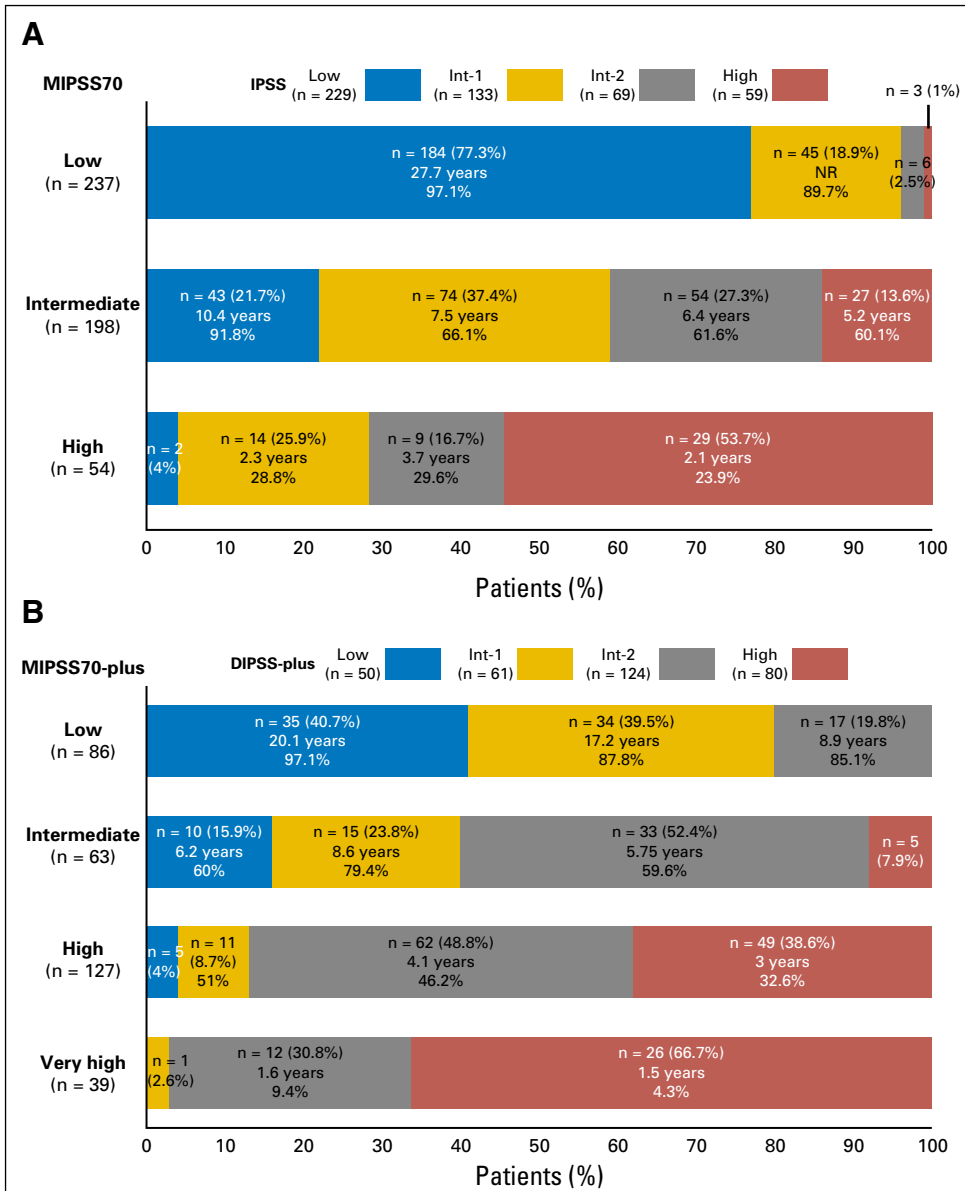 A
MIPSS70
IPSS
Low
(n = 229)
Int-1
(n = 133)
Int-2
(n = 69)
High
(n = 59)
n = 3 (1%)
Low
(n = 237)
n = 184 (77.3%)
27.7 years
97.1%
n = 45 (18.9%)
NR
89.7%
n = 6
(2.5%)
Intermediate
(n = 198)
n = 43 (21.7%)
10.4 years
91.8%
n = 74 (37.4%)
7.5 years
66.1%
n = 54 (27.3%)
6.4 years
61.6%
n = 27 (13.6%)
5.2 years
60.1%
High
(n = 54)
n = 2
(4%)
n = 14 (25.9%)
2.3 years
28.8%
n = 9 (16.7%)
3.7 years
29.6%
n = 29 (53.7%)
2.1 years
23.9%
0 10 20 30 40 50 60 70 80 90 100
Patients (%)
B
MIPSS70-plus
DIPSS-plus
Low
(n = 50)
Int-1
(n = 61)
Int-2
(n = 124)
High
(n = 80)
Low
(n = 86)
n = 35 (40.7%)
20.1 years
97.1%
n = 34 (39.5%)
17.2 years
87.8%
n = 17 (19.8%)
8.9 years
85.1%
Intermediate
(n = 63)
n = 10 (15.9%)
6.2 years
60%
n = 15 (23.8%)
8.6 years
79.4%
n = 33 (52.4%)
5.75 years
59.6%
n = 5
(7.9%)
High
(n = 127)
n = 5
(4%)
n = 11
(8.7%)
51%
n = 62 (48.8%)
4.1 years
46.2%
n = 49 (38.6%)
3 years
32.6%
Very high
(n = 39)
n = 1
(2.6%)
n = 12 (30.8%)
1.6 years
9.4%
n = 26 (66.7%)
1.5 years
4.3%
0 10 20 30 40 50 60 70 80 90 100
Patients (%)